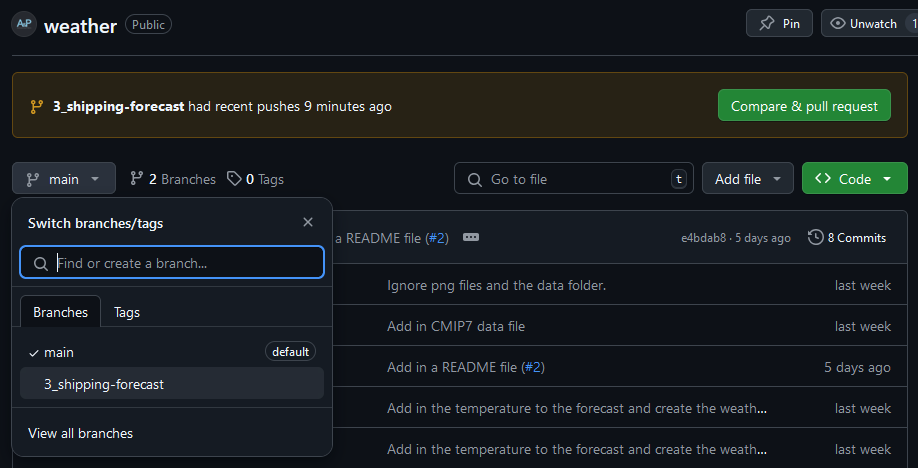 AiP weather Public Pin Unwatch 1
3_shipping-forecast had recent pushes 9 minutes ago Compare & pull request
main 2 Branches 0 Tags Go to file t Add file Code
Switch branches/tags
a README file (#2) e4bdab8 · 5 days ago 8 Commits
Find or create a branch...
Ignore png files and the data folder. last week
Branches Tags
Add in CMIP7 data file last week
main default
Add in a README file (#2) 5 days ago
3_shipping-forecast
Add in the temperature to the forecast and create the weath... last week
View all branches
Add in the temperature to the forecast and create the weath... last week